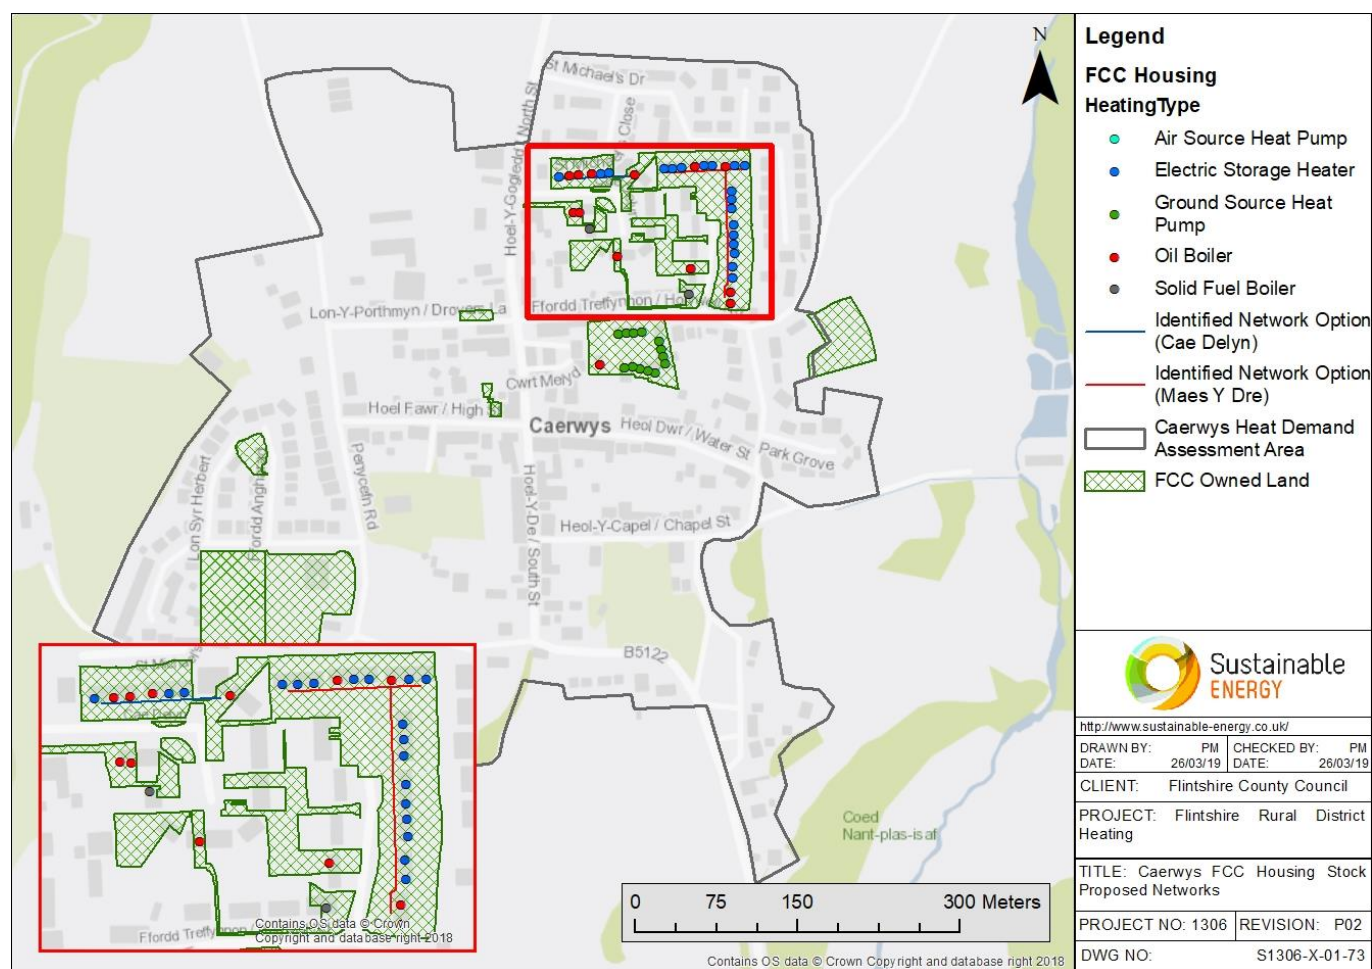 N
St Michael's Dr
Hoel-Y-Gogledd / North St
Close
Lon-Y-Porthmyn / Drovers La
Ffordd Treffynnon /
Cwrt Melyd
Hoel Fawr / High S
Caerwys
Heol Dwr / Water St
Park Grove
Lon Syr Herbert
Ffordd Angharad
Penycefn Rd
Hoel-Y-De / South St
Heol-Y-Capel / Chapel St
B5122
Coed
Nant-plas-isaf
St Mi
Ffordd Treffynnon /
Contains OS data © Crown
Copyright and database right 2018
0 75 150 300 Meters
Contains OS data © Crown Copyright and database right 2018
Legend
FCC Housing
HeatingType
Air Source Heat Pump
Electric Storage Heater
Ground Source Heat
Pump
Oil Boiler
Solid Fuel Boiler
Identified Network Option
(Cae Delyn)
Identified Network Option
(Maes Y Dre)
Caerwys Heat Demand
Assessment Area
FCC Owned Land
Sustainable
ENERGY
http://www.sustainable-energy.co.uk/
DRAWN BY: PM CHECKED BY: PM
DATE: 26/03/19 DATE: 26/03/19
CLIENT: Flintshire County Council
PROJECT: Flintshire Rural District
Heating
TITLE: Caerwys FCC Housing Stock
Proposed Networks
PROJECT NO: 1306 REVISION: P02
DWG NO: S1306-X-01-73